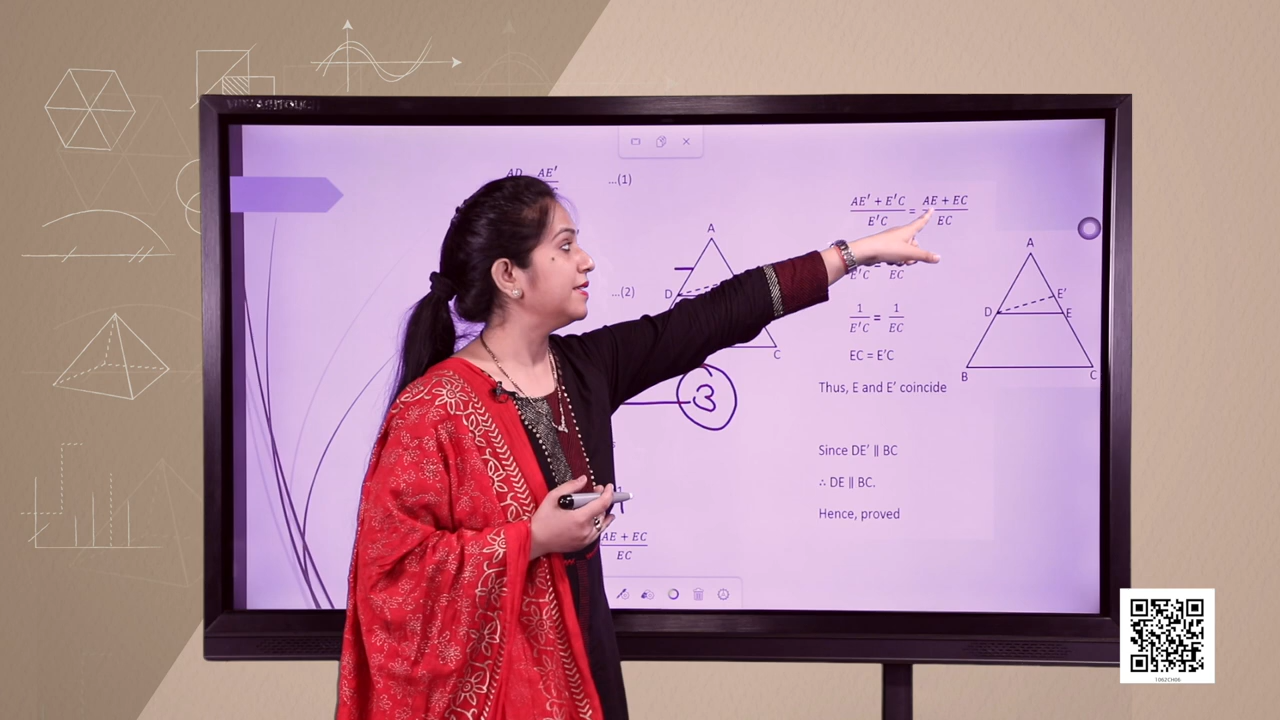 AD AE′
...(1)
...(2)
A
D
C
3
AE + EC
EC
AE′ + E′C = AE + EC
E′C EC
E′C = EC
1 = 1
E′C EC
EC = E′C
Thus, E and E′ coincide
Since DE′ ∥ BC
∴ DE ∥ BC.
Hence, proved
A
E′
D E
B C
1062CH06